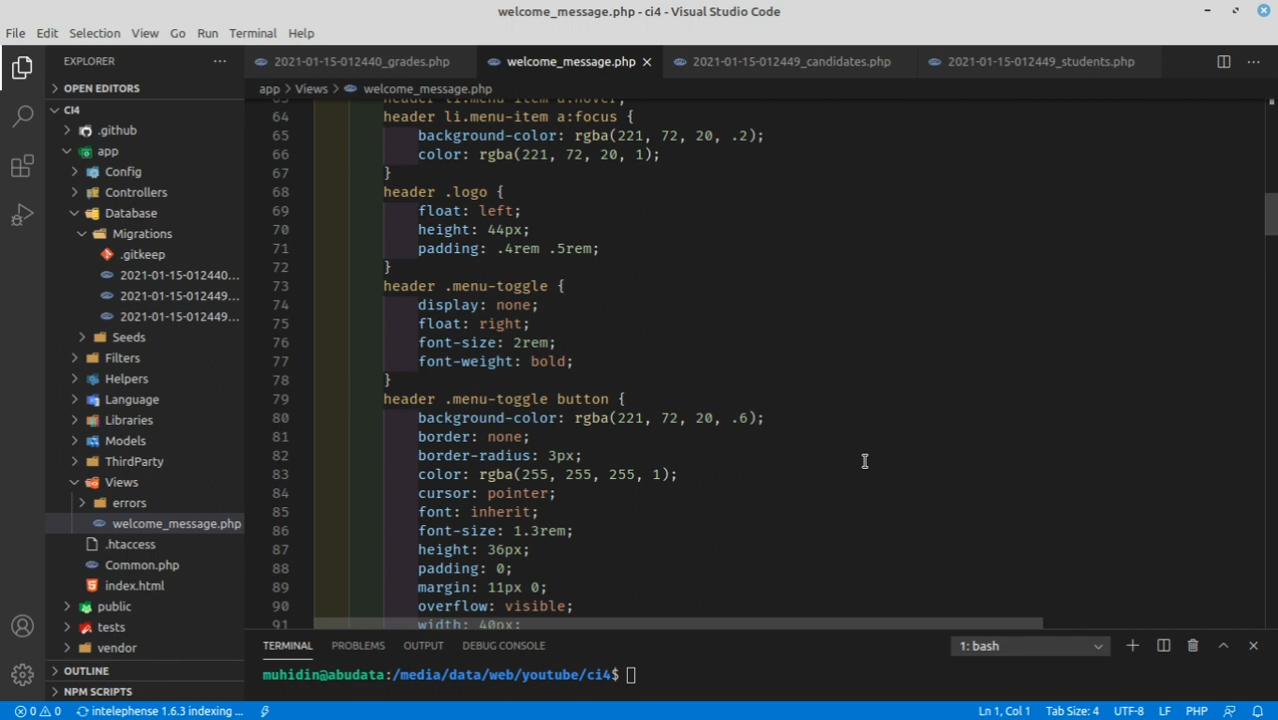 welcome_message.php - ci4 - Visual Studio Code
File Edit Selection View Go Run Terminal Help
EXPLORER ···
2021-01-15-012440_grades.php
welcome_message.php
2021-01-15-012449_candidates.php
2021-01-15-012449_students.php
OPEN EDITORS
CI4
.github
app
Config
Controllers
Database
Migrations
.gitkeep
2021-01-15-012440...
2021-01-15-012449...
2021-01-15-012449...
Seeds
Filters
Helpers
Language
Libraries
Models
ThirdParty
Views
errors
welcome_message.php
.htaccess
Common.php
index.html
public
tests
vendor
OUTLINE
NPM SCRIPTS
app > Views > welcome_message.php
63 header li.menu-item a:hover,
64 header li.menu-item a:focus {
65 background-color: rgba(221, 72, 20, .2);
66 color: rgba(221, 72, 20, 1);
67 }
68 header .logo {
69 float: left;
70 height: 44px;
71 padding: .4rem .5rem;
72 }
73 header .menu-toggle {
74 display: none;
75 float: right;
76 font-size: 2rem;
77 font-weight: bold;
78 }
79 header .menu-toggle button {
80 background-color: rgba(221, 72, 20, .6);
81 border: none;
82 border-radius: 3px;
83 color: rgba(255, 255, 255, 1);
84 cursor: pointer;
85 font: inherit;
86 font-size: 1.3rem;
87 height: 36px;
88 padding: 0;
89 margin: 11px 0;
90 overflow: visible;
91 width: 40px;
TERMINAL PROBLEMS OUTPUT DEBUG CONSOLE 1: bash
muhidin@abudata:/media/data/web/youtube/ci4$
0 0 intelephense 1.6.3 indexing ... Ln 1, Col 1 Tab Size: 4 UTF-8 LF PHP